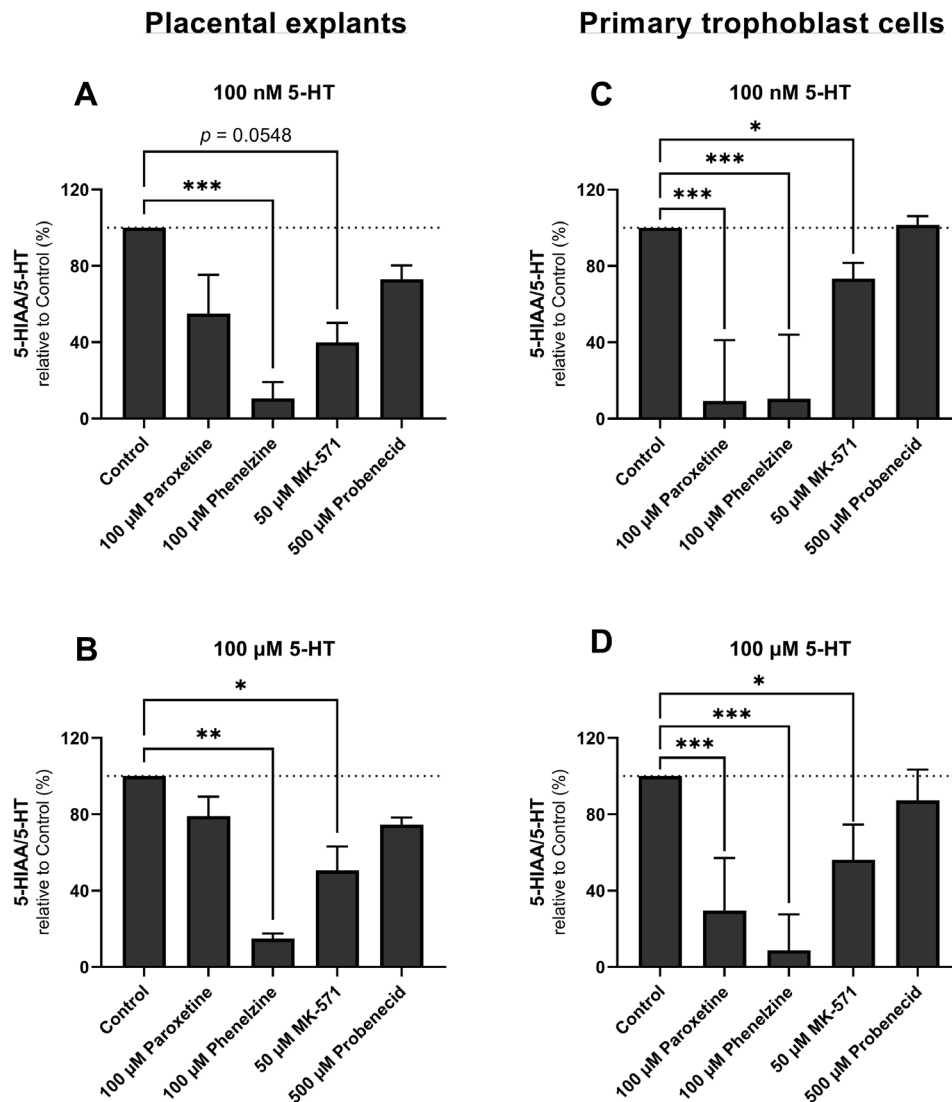 Placental explants
Primary trophoblast cells
A
100 nM 5-HT
p = 0.0548
***
120
80
40
0
5-HIAA/5-HT
relative to Control (%)
Control
100 µM Paroxetine
100 µM Phenelzine
50 µM MK-571
500 µM Probenecid
C
100 nM 5-HT
*
***
***
120
80
40
0
5-HIAA/5-HT
relative to Control (%)
Control
100 µM Paroxetine
100 µM Phenelzine
50 µM MK-571
500 µM Probenecid
B
100 µM 5-HT
*
**
120
80
40
0
5-HIAA/5-HT
relative to Control (%)
Control
100 µM Paroxetine
100 µM Phenelzine
50 µM MK-571
500 µM Probenecid
D
100 µM 5-HT
*
***
***
120
80
40
0
5-HIAA/5-HT
relative to Control (%)
Control
100 µM Paroxetine
100 µM Phenelzine
50 µM MK-571
500 µM Probenecid